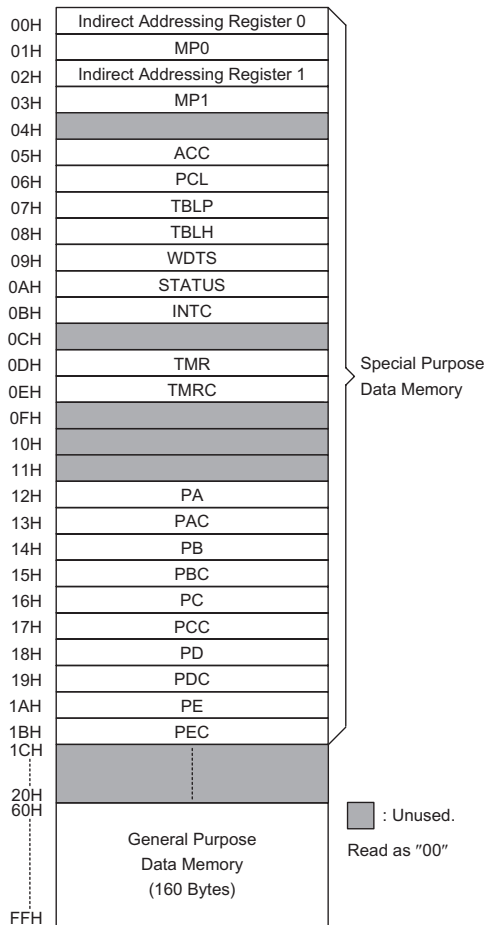 00H Indirect Addressing Register 0
01H MP0
02H Indirect Addressing Register 1
03H MP1
04H
05H ACC
06H PCL
07H TBLP
08H TBLH
09H WDTS
0AH STATUS
0BH INTC
0CH
0DH TMR
0EH TMRC
0FH
10H
11H
12H PA
13H PAC
14H PB
15H PBC
16H PC
17H PCC
18H PD
19H PDC
1AH PE
1BH PEC
1CH
20H
60H
General Purpose
Data Memory
(160 Bytes)
FFH
Special Purpose
Data Memory
: Unused.
Read as "00"